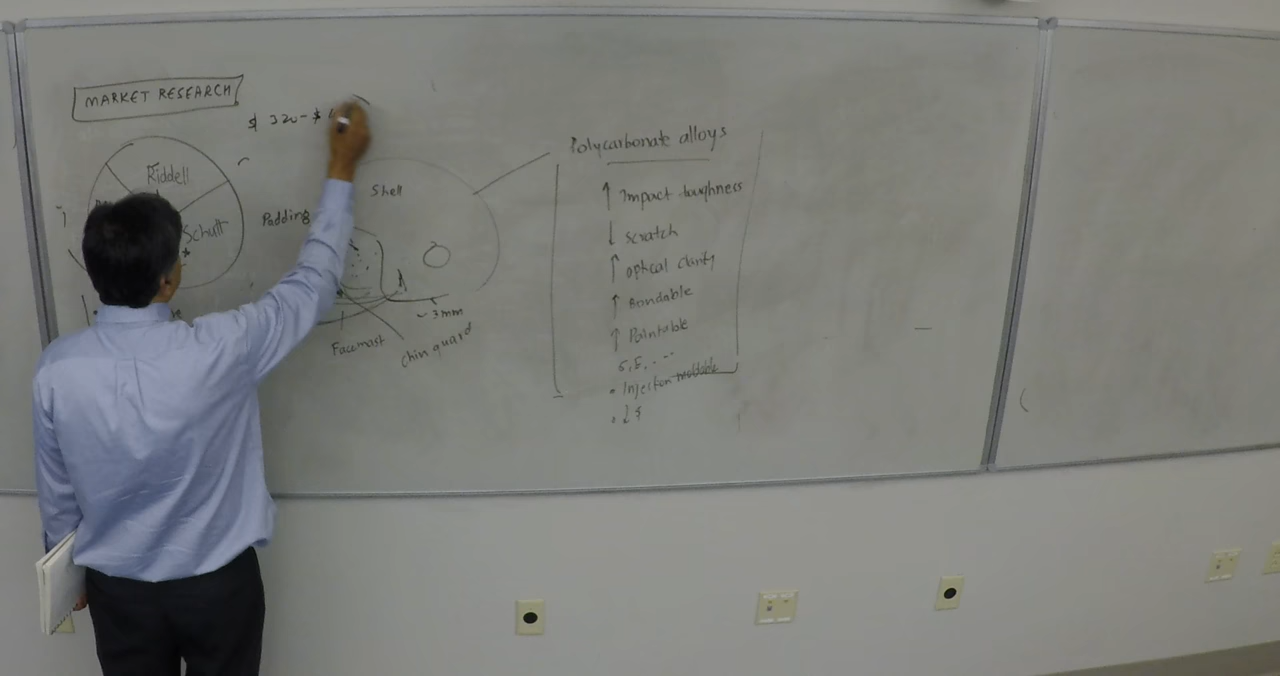 MARKET RESEARCH
$ 320 - $
Riddell
Schutt
Padding
Shell
~ 3mm
Facemast
Chin guard
Polycarbonate alloys
↑ Impact toughness
↓ scratch
↑ optical clarity
↑ Bondable
↑ Paintable
• Injection moldable
• ↓ $